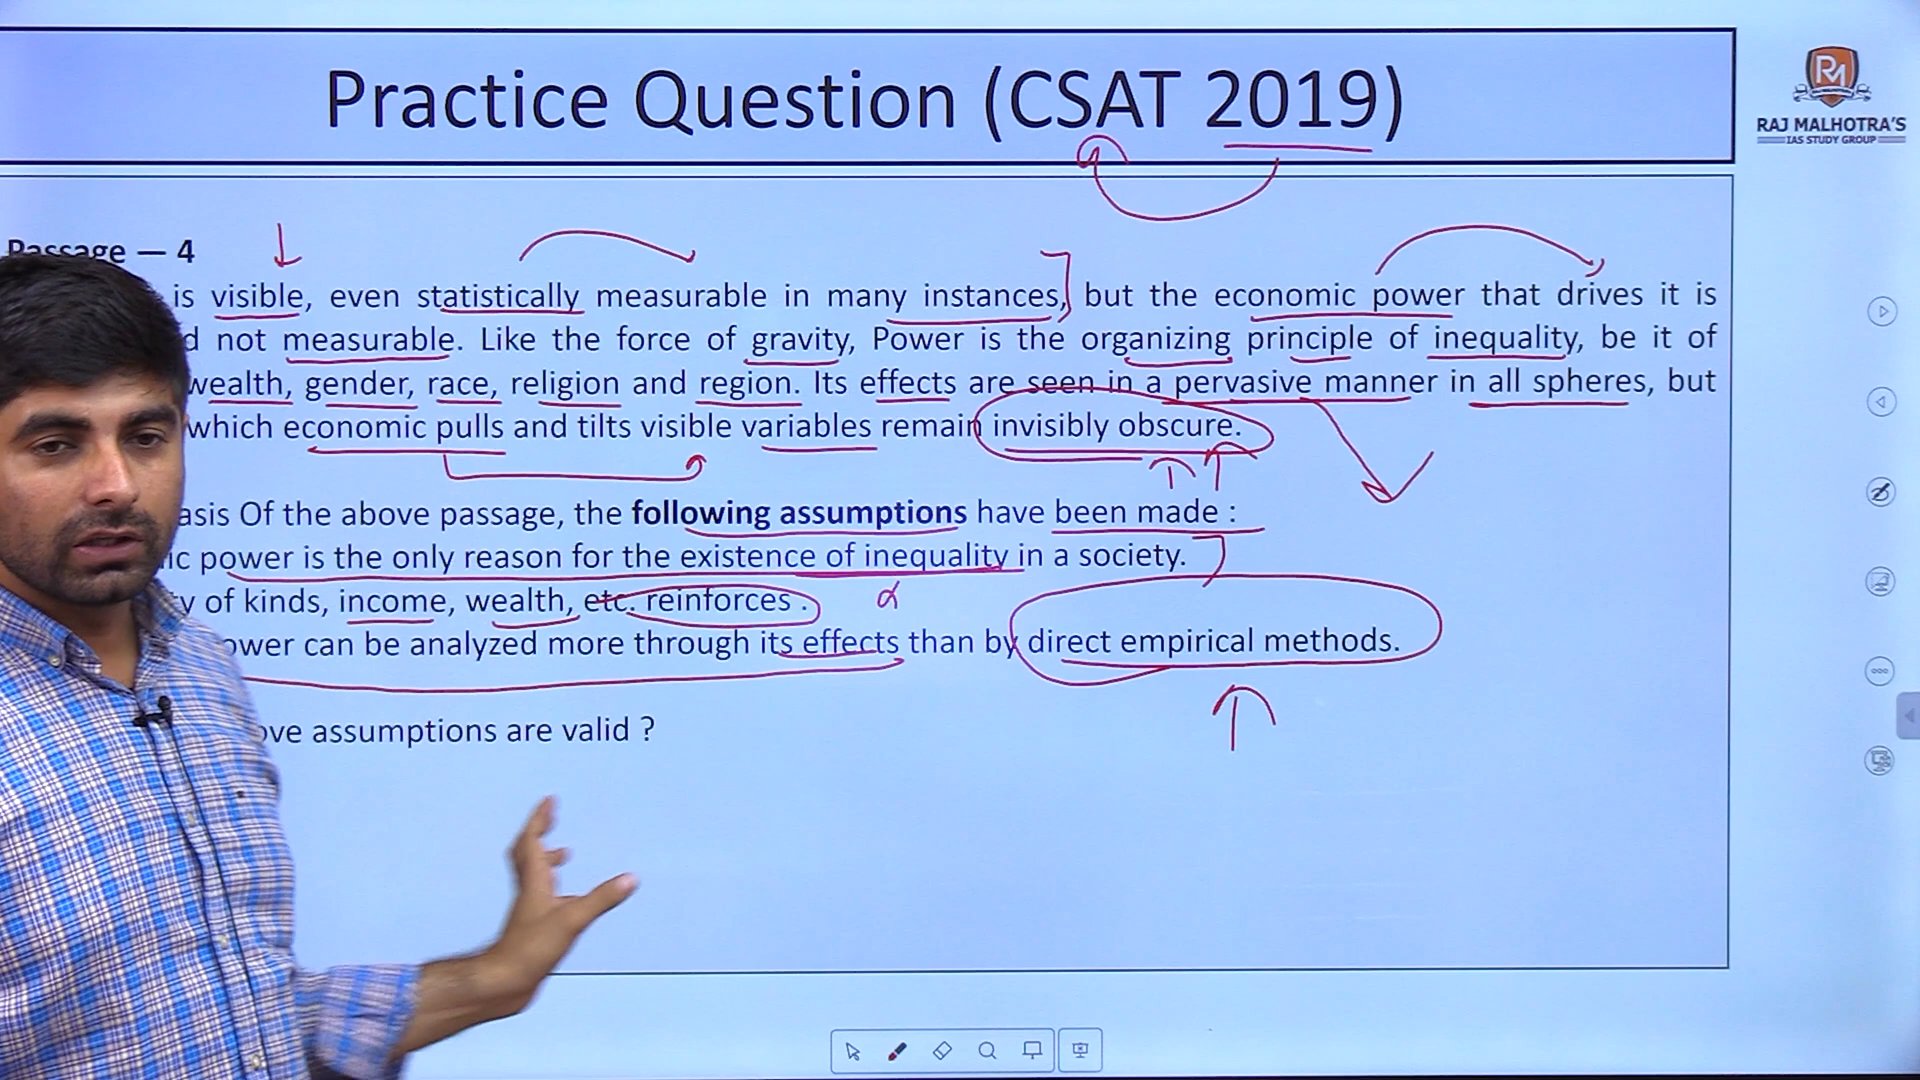 Practice Question (CSAT 2019)
RM
RAJ MALHOTRA'S
IAS STUDY GROUP
Passage — 4
is visible, even statistically measurable in many instances, but the economic power that drives it is
not measurable. Like the force of gravity, Power is the organizing principle of inequality, be it of
wealth, gender, race, religion and region. Its effects are seen in a pervasive manner in all spheres, but
which economic pulls and tilts visible variables remain invisibly obscure.
asis Of the above passage, the following assumptions have been made :
ic power is the only reason for the existence of inequality in a society.
y of kinds, income, wealth, etc. reinforces .
ower can be analyzed more through its effects than by direct empirical methods.
ove assumptions are valid ?